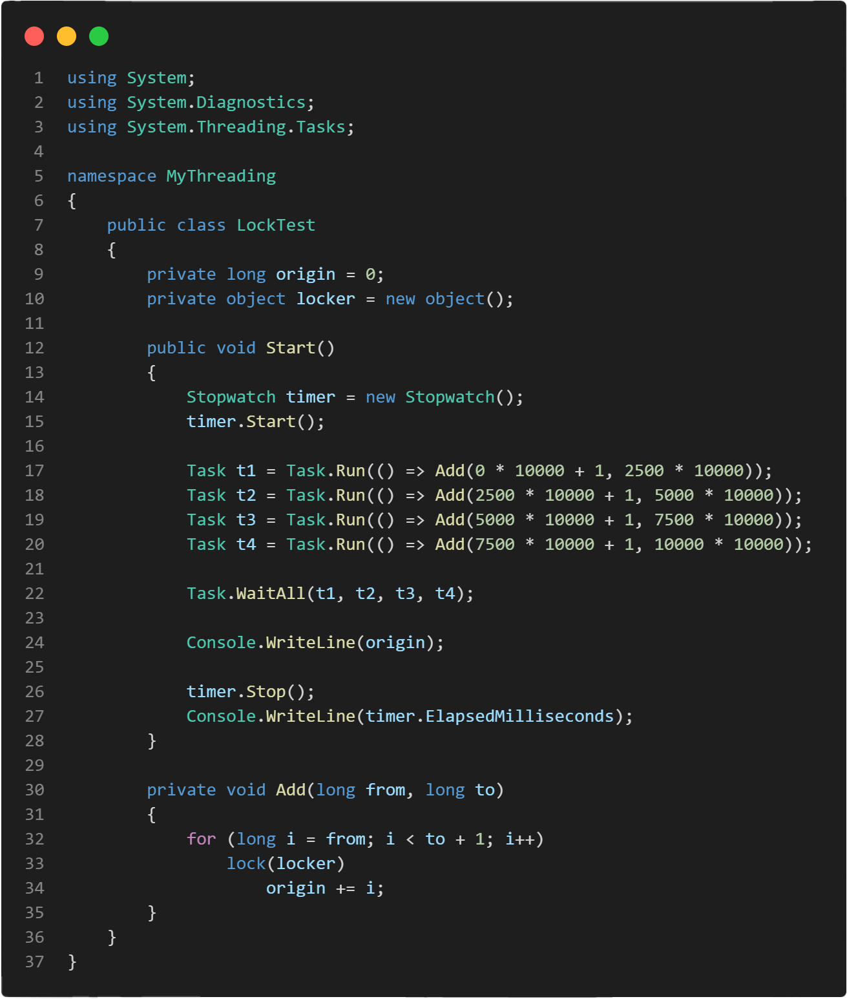 1 using System;
2 using System.Diagnostics;
3 using System.Threading.Tasks;
4
5 namespace MyThreading
6 {
7     public class LockTest
8     {
9         private long origin = 0;
10         private object locker = new object();
11
12         public void Start()
13         {
14             Stopwatch timer = new Stopwatch();
15             timer.Start();
16
17             Task t1 = Task.Run(() => Add(0 * 10000 + 1, 2500 * 10000));
18             Task t2 = Task.Run(() => Add(2500 * 10000 + 1, 5000 * 10000));
19             Task t3 = Task.Run(() => Add(5000 * 10000 + 1, 7500 * 10000));
20             Task t4 = Task.Run(() => Add(7500 * 10000 + 1, 10000 * 10000));
21
22             Task.WaitAll(t1, t2, t3, t4);
23
24             Console.WriteLine(origin);
25
26             timer.Stop();
27             Console.WriteLine(timer.ElapsedMilliseconds);
28         }
29
30         private void Add(long from, long to)
31         {
32             for (long i = from; i < to + 1; i++)
33                 lock(locker)
34                     origin += i;
35         }
36     }
37 }